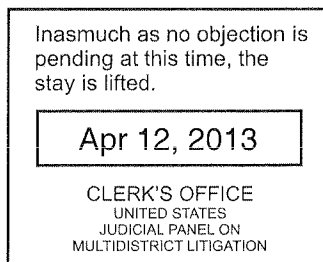 Inasmuch as no objection is
pending at this time, the
stay is lifted.
Apr 12, 2013
CLERK'S OFFICE
UNITED STATES
JUDICIAL PANEL ON
MULTIDISTRICT LITIGATION